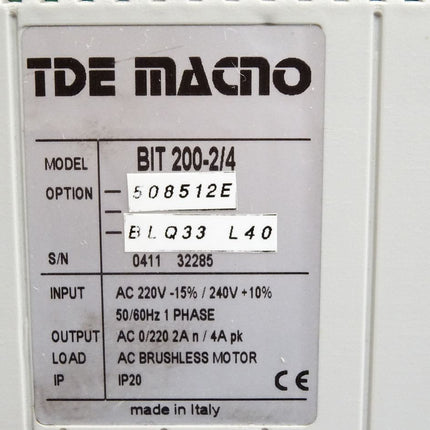 TDE MACNO
MODEL BIT 200-2/4
OPTION - 508512E
-
- BLQ33 L40
S/N 0411 32285
INPUT AC 220V -15% / 240V +10%
50/60Hz 1 PHASE
OUTPUT AC 0/220 2A n / 4A pk
LOAD AC BRUSHLESS MOTOR
IP IP20 CE
made in Italy